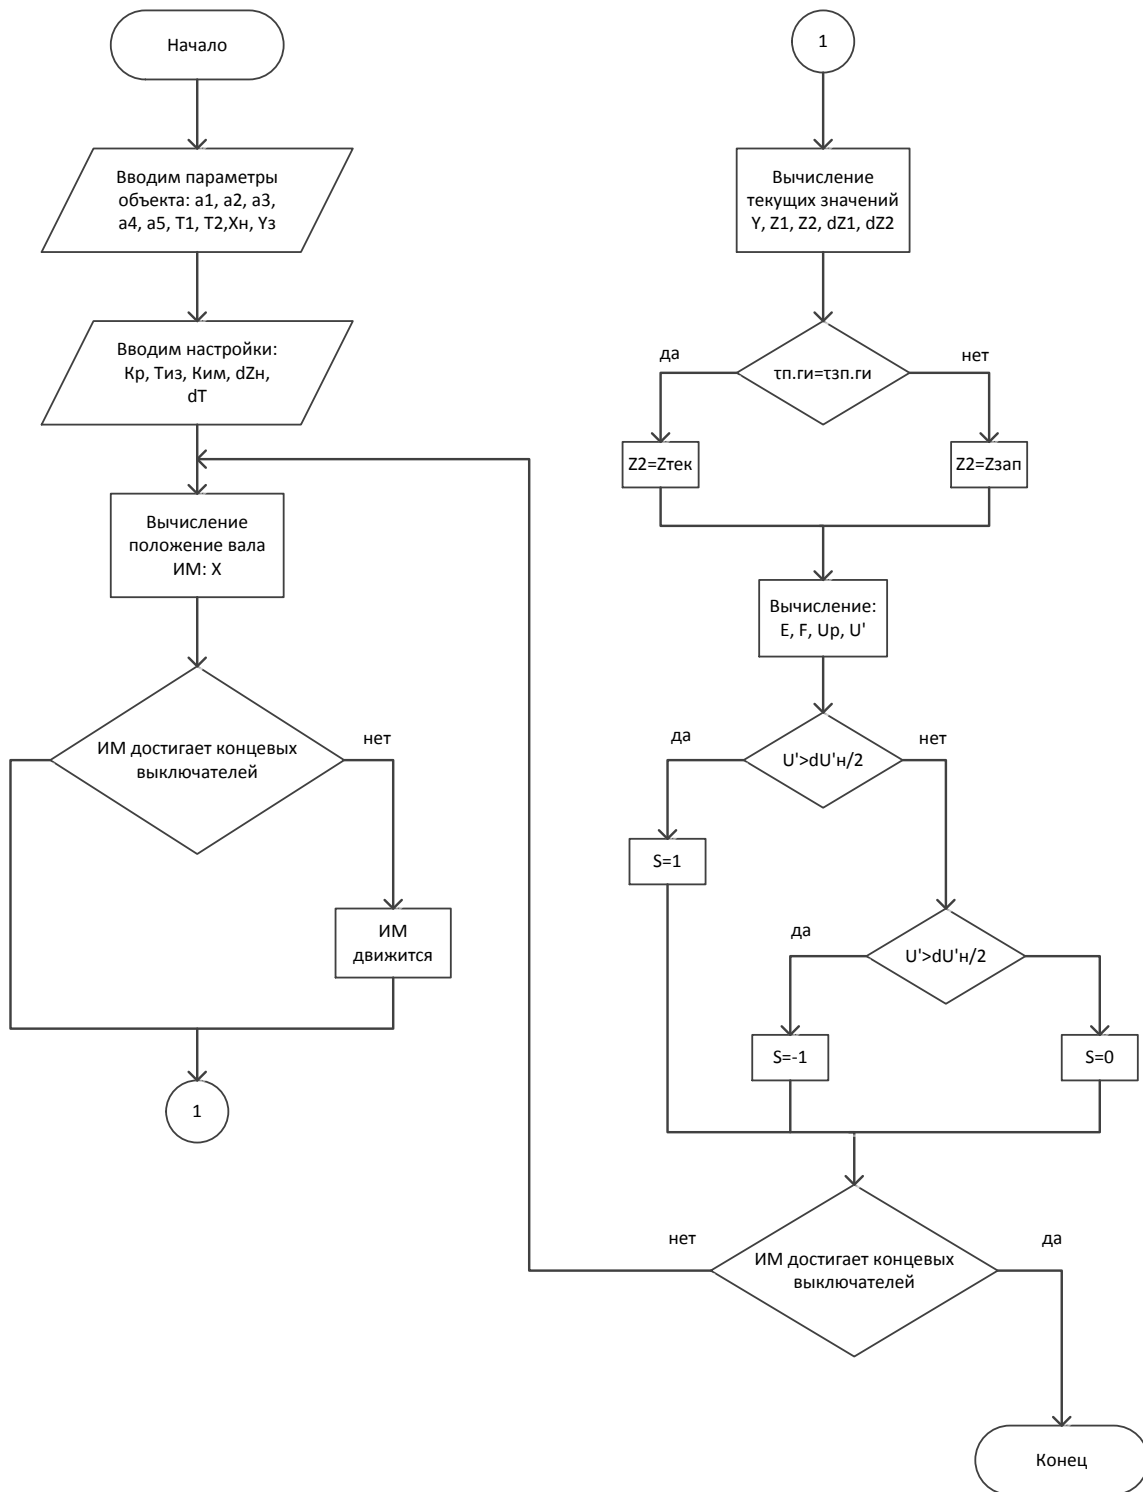 Начало
Вводим параметры
объекта: a1, a2, a3,
a4, a5, T1, T2,Xн, Yз
Вводим настройки:
Кр, Тиз, Ким, dZн,
dT
Вычисление
положение вала
ИМ: X
ИМ достигает концевых
выключателей
нет
ИМ
движится
1
1
Вычисление
текущих значений
Y, Z1, Z2, dZ1, dZ2
да
τп.ги=τзп.ги
нет
Z2=Zтек
Z2=Zзап
Вычисление:
E, F, Up, U'
да
U'>dU'н/2
нет
S=1
да
U'>dU'н/2
S=-1
S=0
нет
ИМ достигает концевых
выключателей
да
Конец